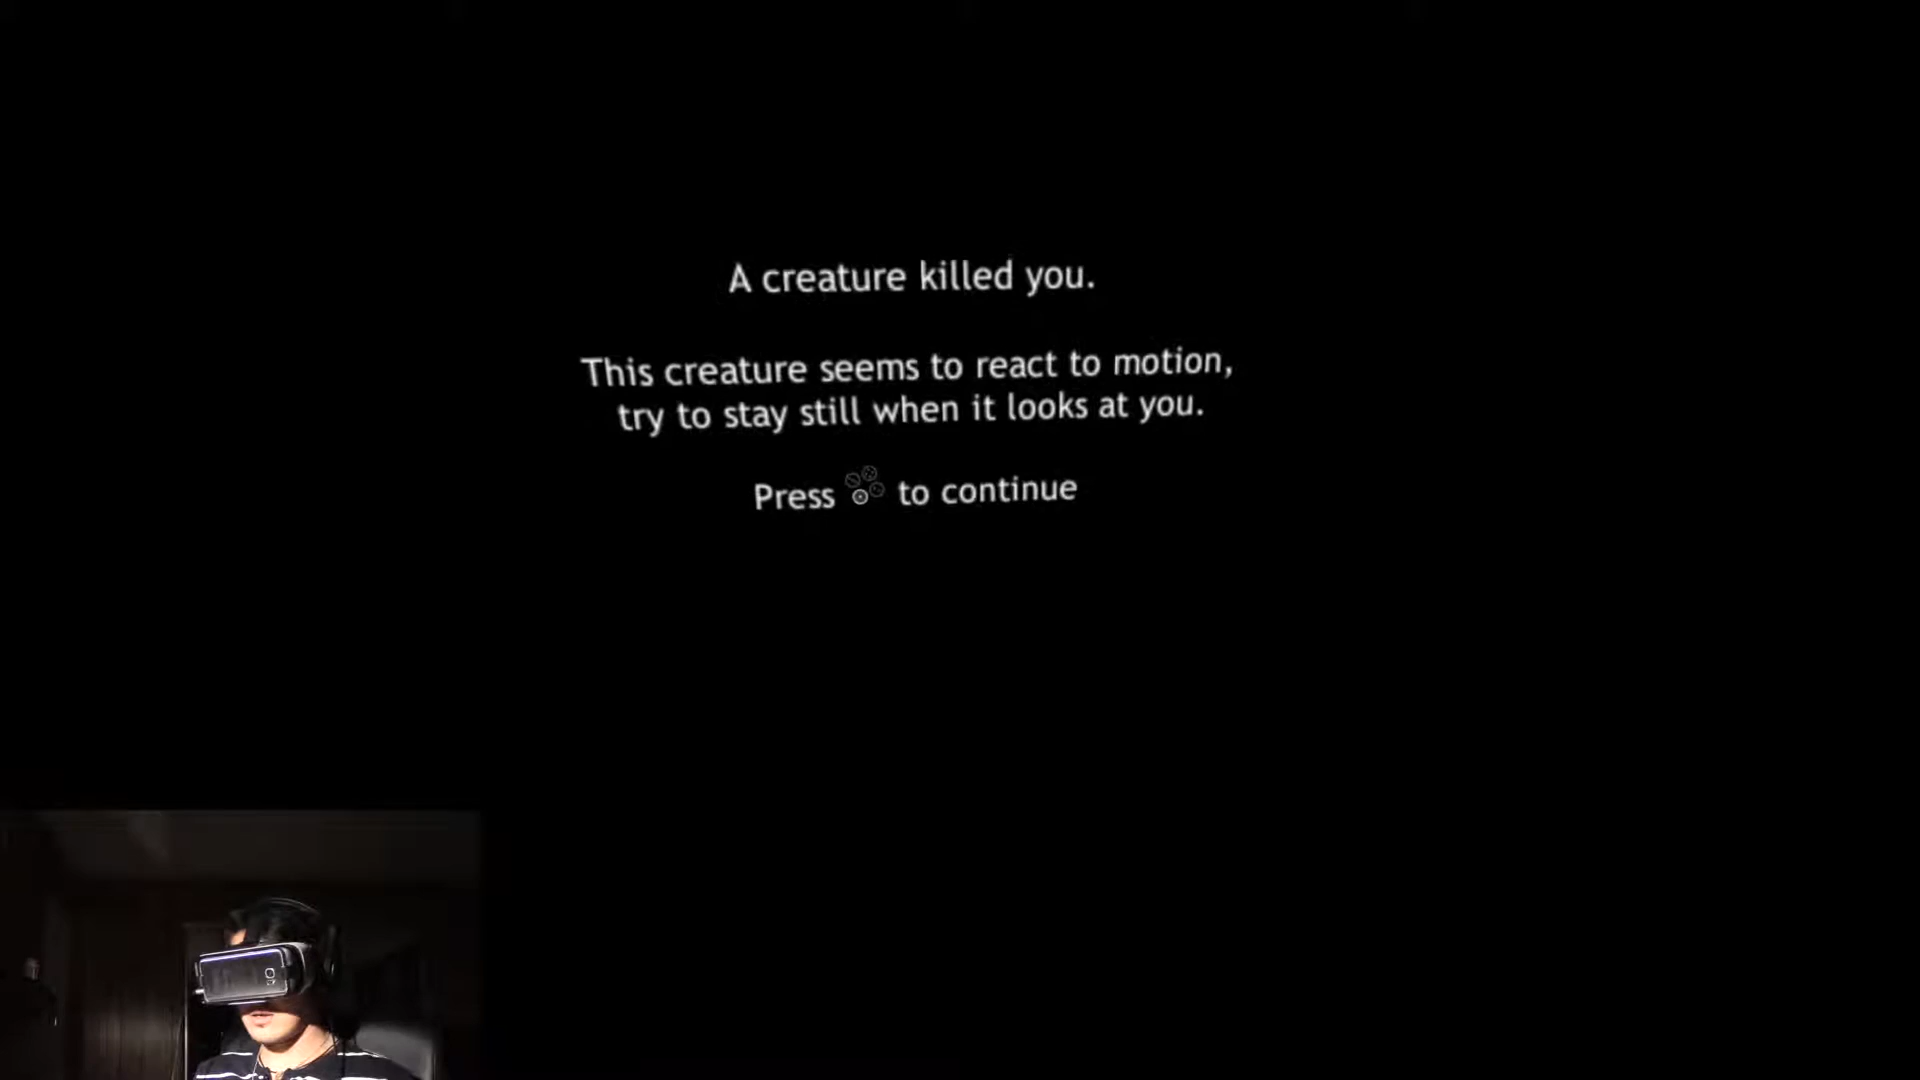 A creature killed you.
This creature seems to react to motion,
try to stay still when it looks at you.
Press to continue